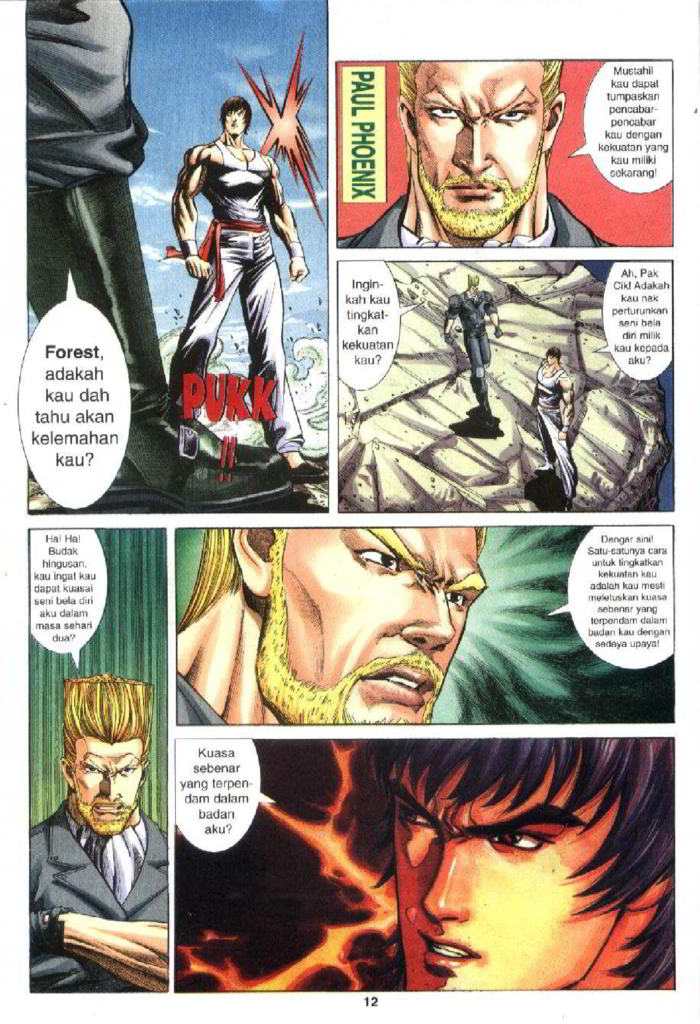 Forest,
adakah
kau dah
tahu akan
kelemahan
kau?
PUKK
!!
PAUL PHOENIX
Mustahil
kau dapat
tumpaskan
pencabar-
pencabar
kau dengan
kekuatan yang
kau miliki
sekarang!
Ingin-
kah kau
tingkat-
kan
kekuatan
kau?
Ah, Pak
Cik! Adakah
kau nak
perturunkan
seni bela
diri milik
kau kepada
aku?
Ha! Ha!
Budak
hingusan,
kau ingat kau
dapat kuasai
seni bela diri
aku dalam
masa sehari
dua?
Dengar sini!
Satu-satunya cara
untuk tingkatkan
kekuatan kau
adalah kau mesti
meletuskan kuasa
sebenar yang
terpendam dalam
badan kau dengan
sedaya upaya!
Kuasa
sebenar
yang terpen-
dam dalam
badan
aku?
12